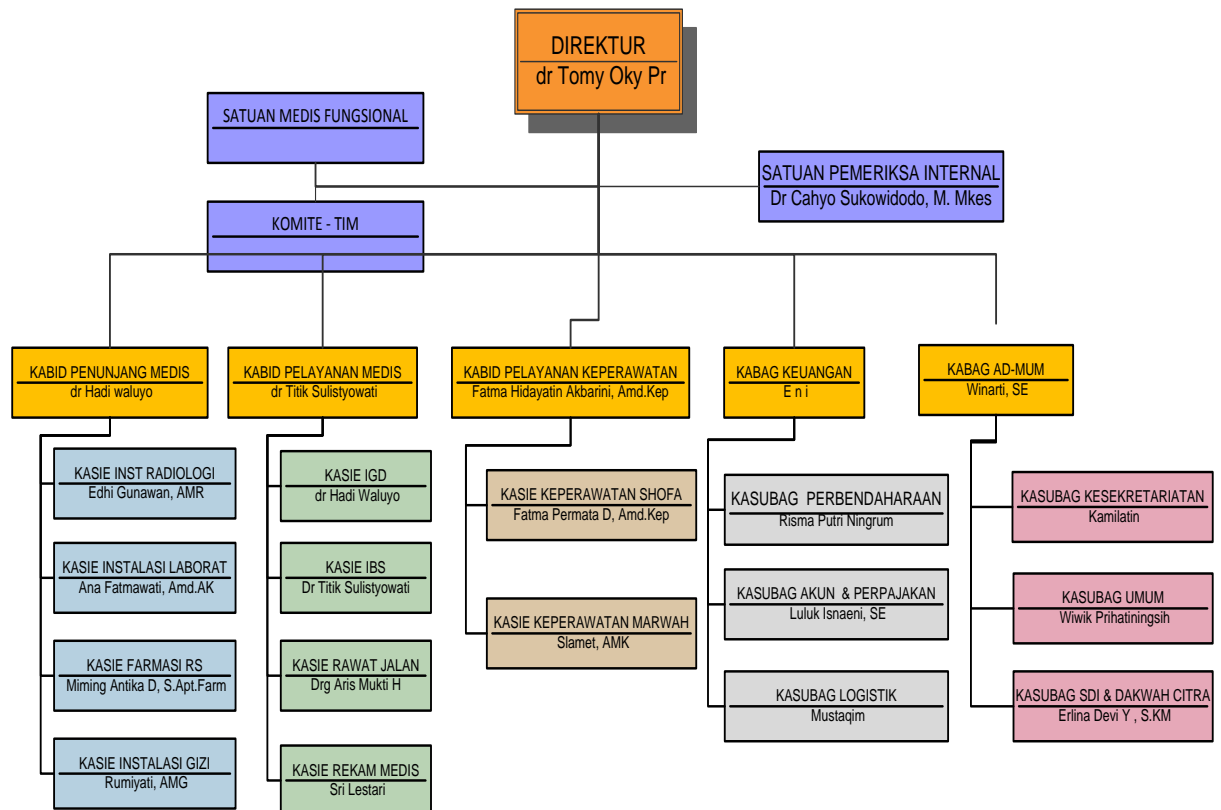 DIREKTUR
dr Tomy Oky Pr
SATUAN MEDIS FUNGSIONAL
SATUAN PEMERIKSA INTERNAL
Dr Cahyo Sukowidodo, M. Mkes
KOMITE - TIM
KABID PENUNJANG MEDIS
dr Hadi waluyo
KASIE INST RADIOLOGI
Edhi Gunawan, AMR
KASIE INSTALASI LABORAT
Ana Fatmawati, Amd.AK
KASIE FARMASI RS
Miming Antika D, S.Apt.Farm
KASIE INSTALASI GIZI
Rumiyati, AMG
KABID PELAYANAN MEDIS
dr Titik Sulistyowati
KASIE IGD
dr Hadi Waluyo
KASIE IBS
Dr Titik Sulistyowati
KASIE RAWAT JALAN
Drg Aris Mukti H
KASIE REKAM MEDIS
Sri Lestari
KABID PELAYANAN KEPERAWATAN
Fatma Hidayatin Akbarini, Amd.Kep
KASIE KEPERAWATAN SHOFA
Fatma Permata D, Amd.Kep
KASIE KEPERAWATAN MARWAH
Slamet, AMK
KABAG KEUANGAN
E n i
KASUBAG PERBENDAHARAAN
Risma Putri Ningrum
KASUBAG AKUN & PERPAJAKAN
Luluk Isnaeni, SE
KASUBAG LOGISTIK
Mustaqim
KABAG AD-MUM
Winarti, SE
KASUBAG KESEKRETARIATAN
Kamilatin
KASUBAG UMUM
Wiwik Prihatiningsih
KASUBAG SDI & DAKWAH CITRA
Erlina Devi Y , S.KM